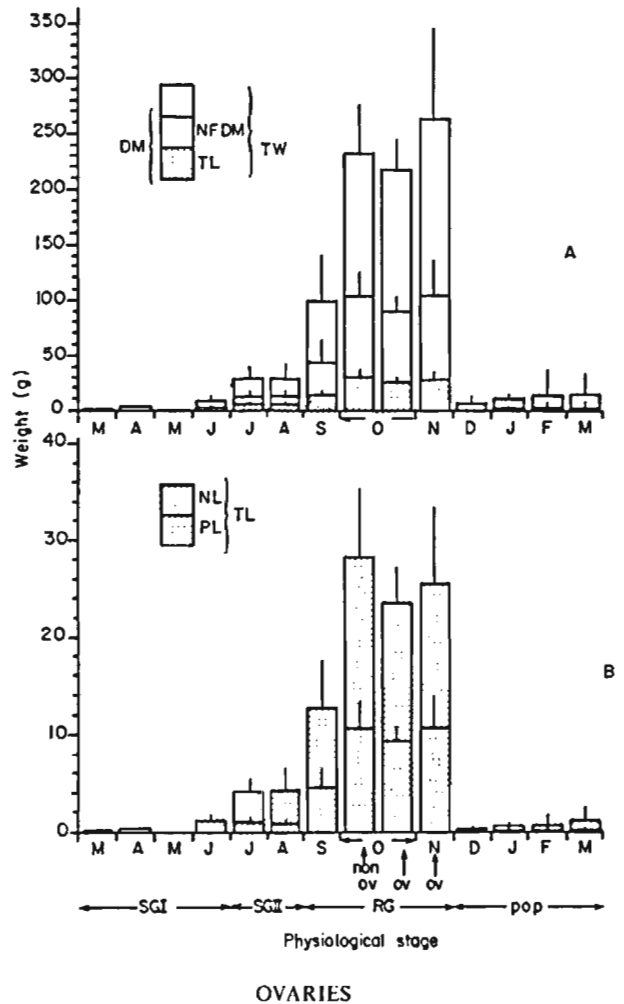 350
300
250
200
150
100
50
0
Weight (g)
DM
NFDM
TL
TW
A
M A M J J A S O N D J F M
40
30
20
10
0
NL
PL
TL
B
M A M J J A S O N D J F M
non ov
ov
ov
SGI SGII RG pop
Physiological stage
OVARIES